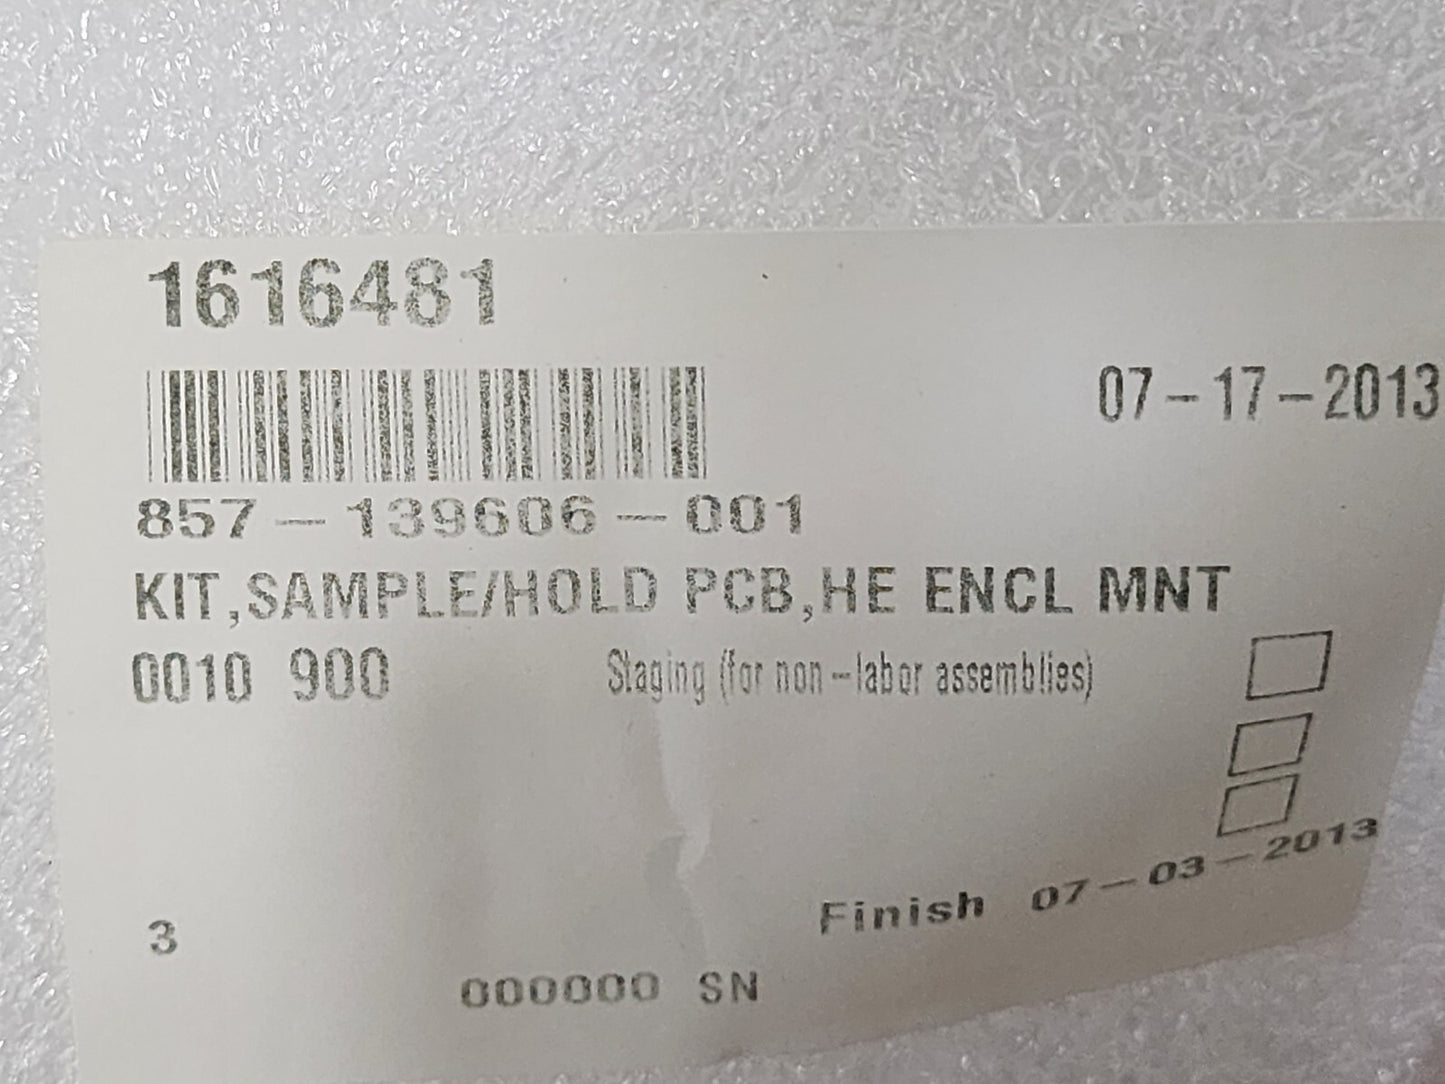 1616481
07-17-2013
857-139606-001
KIT,SAMPLE/HOLD PCB,HE ENCL MNT
0010 900 Staging (for non-labor assemblies)
3 Finish 07-03-2013
000000 SN